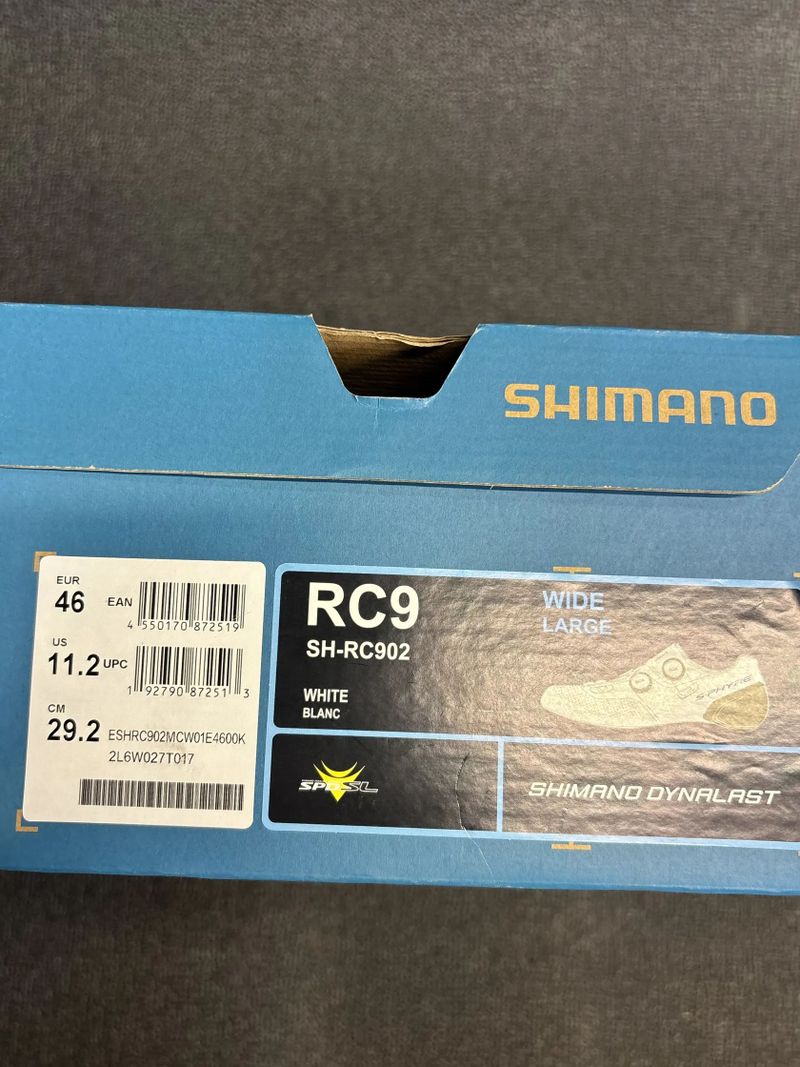 SHIMANO
EUR
46
EAN
4 550170 872519
US
11.2
UPC
1 92790 87251 3
CM
29.2
ESHRC902MCW01E4600K
2L6W027T017
RC9
SH-RC902
WHITE
BLANC
WIDE
LARGE
S-PHYRE
SPD-SL
SHIMANO DYNALAST